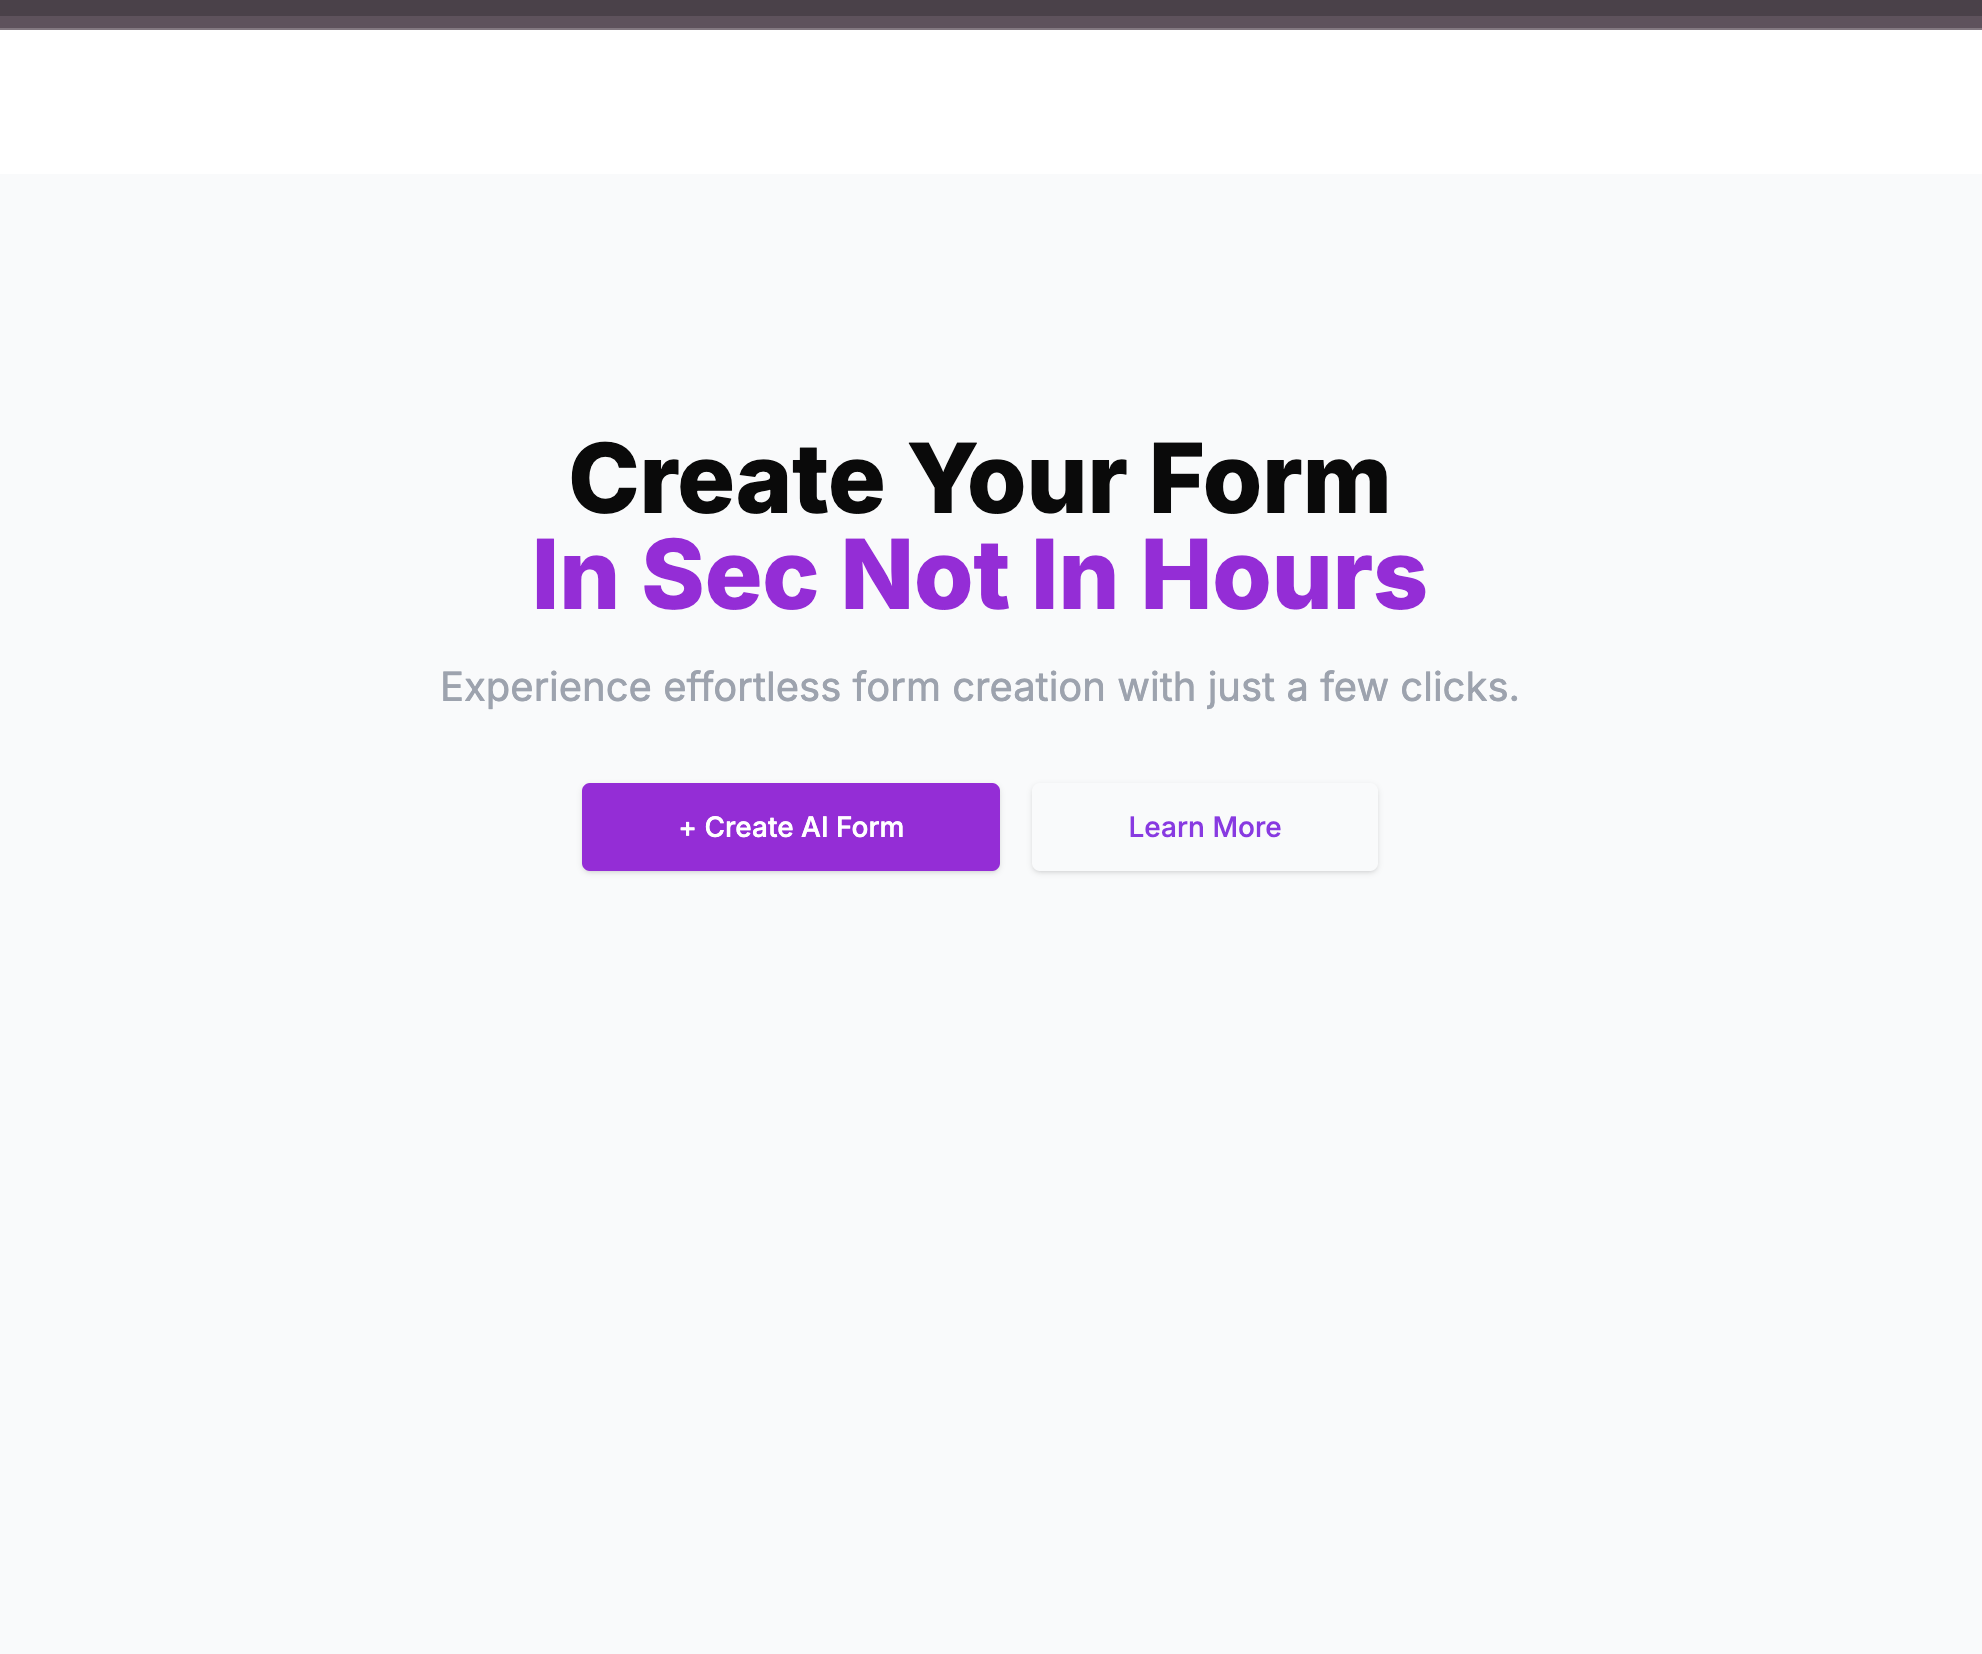 Create Your Form
In Sec Not In Hours
Experience effortless form creation with just a few clicks.
+ Create AI Form
Learn More